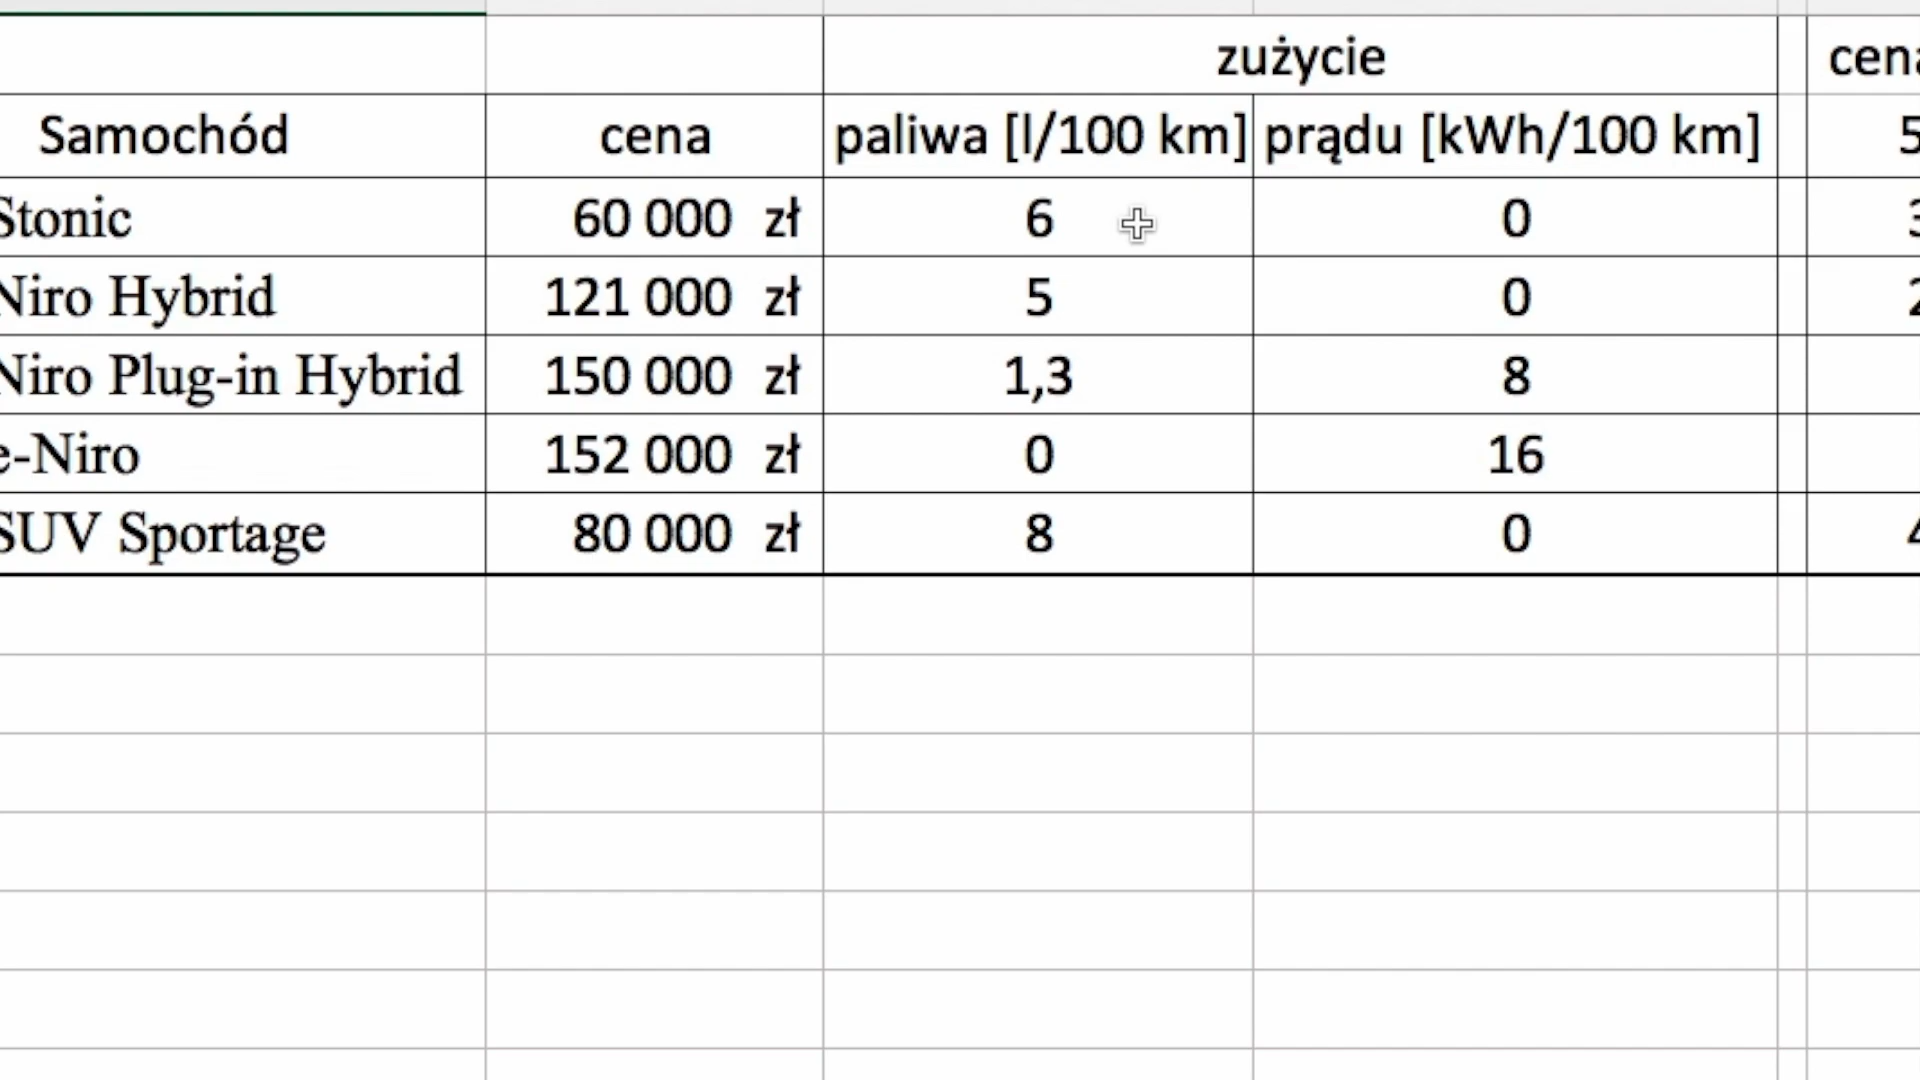 zużycie
Samochód cena paliwa [l/100 km] prądu [kWh/100 km]
Stonic 60 000 zł 6 0
Niro Hybrid 121 000 zł 5 0
Niro Plug-in Hybrid 150 000 zł 1,3 8
e-Niro 152 000 zł 0 16
SUV Sportage 80 000 zł 8 0